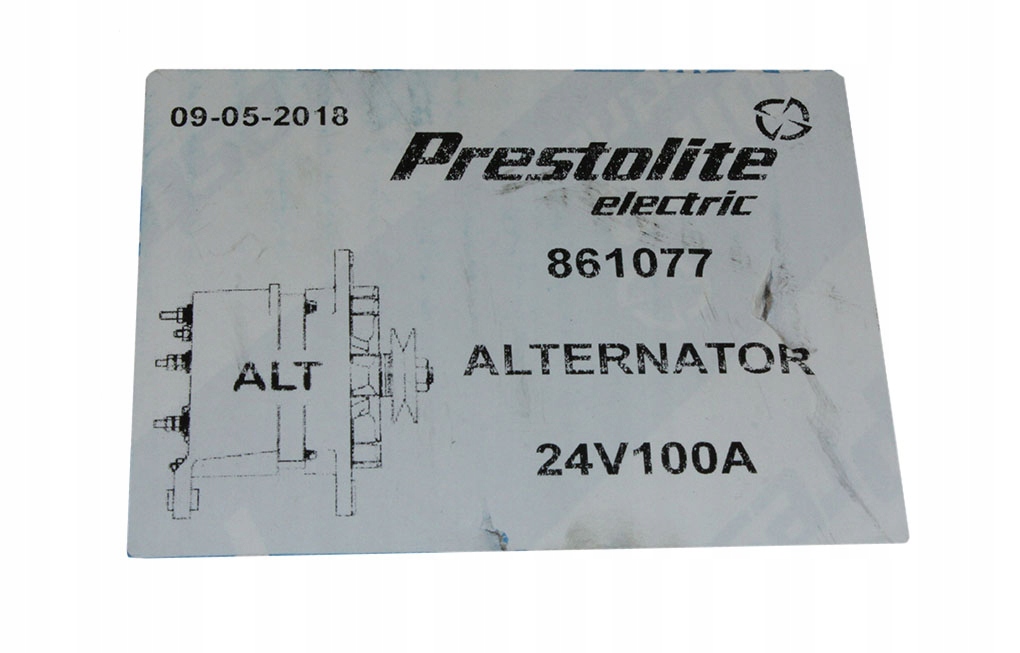 09-05-2018
Prestolite
electric
861077
ALT
ALTERNATOR
24V100A